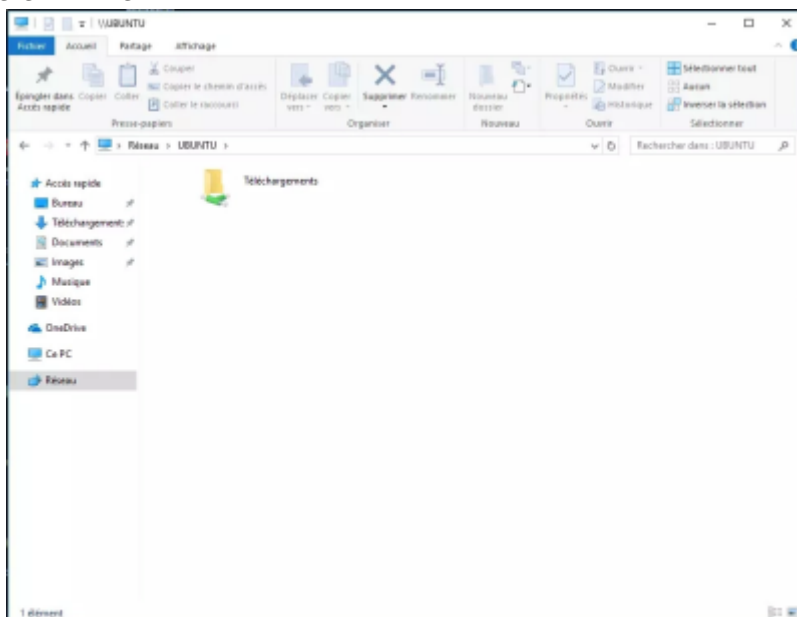 \\UBUNTU
Fichier Accueil Partage Affichage
Épingler dans Accès rapide
Copier
Coller
Couper
Copier le chemin d'accès
Coller le raccourci
Presse-papiers
Déplacer vers
Copier vers
Supprimer
Renommer
Organiser
Nouveau dossier
Nouveau
Propriétés
Ouvrir
Modifier
Historique
Ouvrir
Sélectionner tout
Aucun
Inverser la sélection
Sélectionner
Réseau > UBUNTU >
Rechercher dans : UBUNTU
Accès rapide
Bureau
Téléchargements
Documents
Images
Musique
Vidéos
OneDrive
Ce PC
Réseau
Téléchargements
1 élément